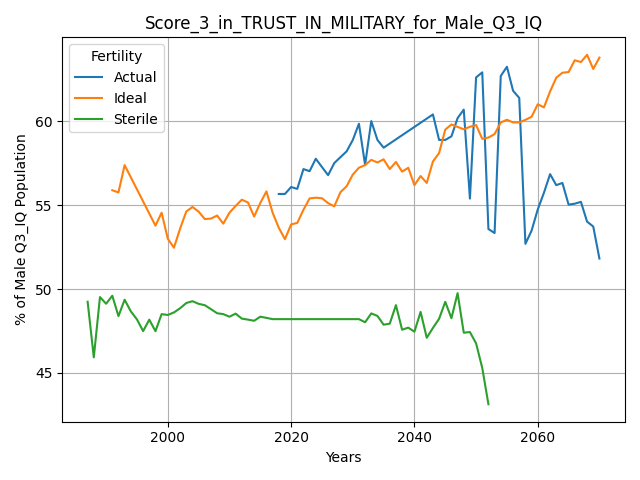 Score_3_in_TRUST_IN_MILITARY_for_Male_Q3_IQ
Fertility
Actual
Ideal
Sterile
% of Male Q3_IQ Population
60
55
50
45
2000
2020
2040
2060
Years